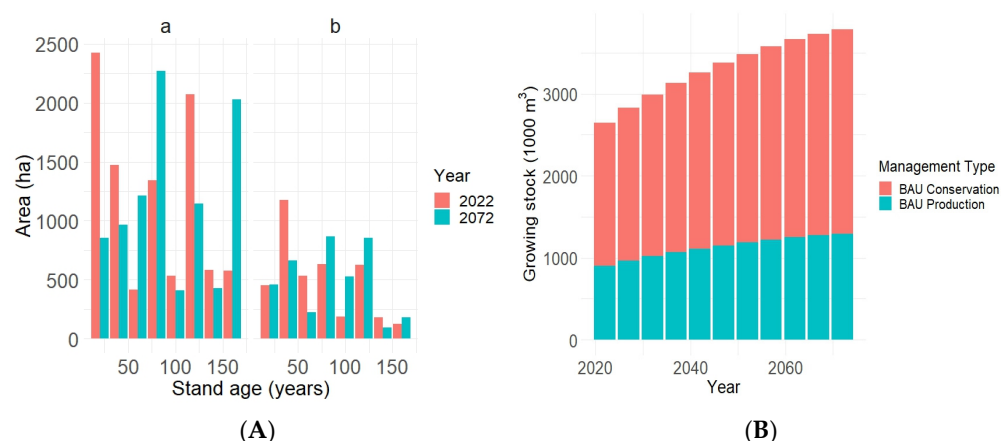 a b
2500
2000
1500
1000
500
0
Area (ha)
50 100 150 50 100 150
Stand age (years)
Year
2022
2072
(A)
3000
2000
1000
0
Growing stock (1000 m³)
2020 2040 2060
Year
Management Type
BAU Conservation
BAU Production
(B)